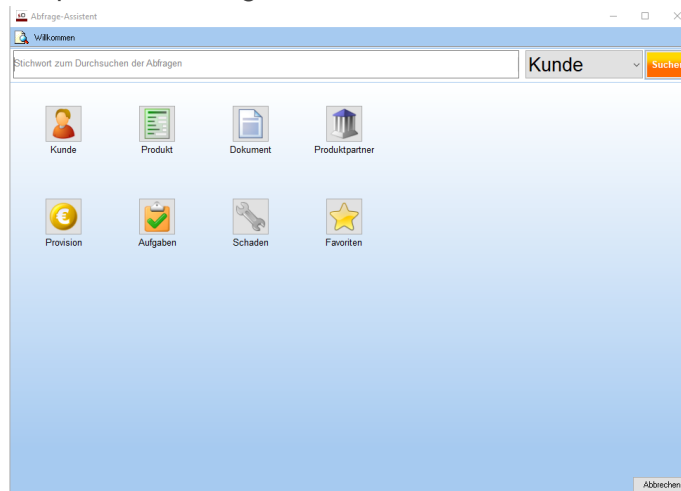 Abfrage-Assistent
Willkommen
Stichwort zum Durchsuchen der Abfragen
Kunde
Suchen
Kunde
Produkt
Dokument
Produktpartner
Provision
Aufgaben
Schaden
Favoriten
Abbrechen